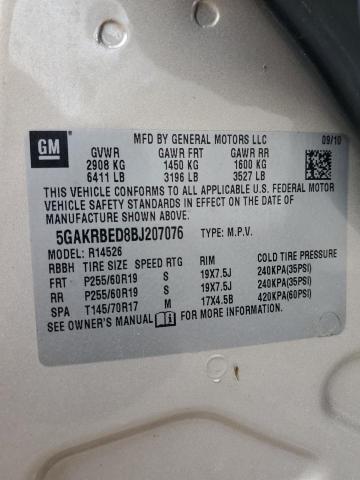 GM
MFD BY GENERAL MOTORS LLC 09/10
GVWR GAWR FRT GAWR RR
2908 KG 1450 KG 1600 KG
6411 LB 3196 LB 3527 LB
THIS VEHICLE CONFORMS TO ALL APPLICABLE U.S. FEDERAL MOTOR
VEHICLE SAFETY STANDARDS IN EFFECT ON THE DATE OF
MANUFACTURE SHOWN ABOVE.
5GAKRBED8BJ207076 TYPE: M.P.V.
MODEL: R14526
RBBH TIRE SIZE SPEED RTG RIM COLD TIRE PRESSURE
FRT P255/60R19 S 19X7.5J 240KPA(35PSI)
RR P255/60R19 S 19X7.5J 240KPA(35PSI)
SPA T145/70R17 M 17X4.5B 420KPA(60PSI)
SEE OWNER'S MANUAL FOR MORE INFORMATION.